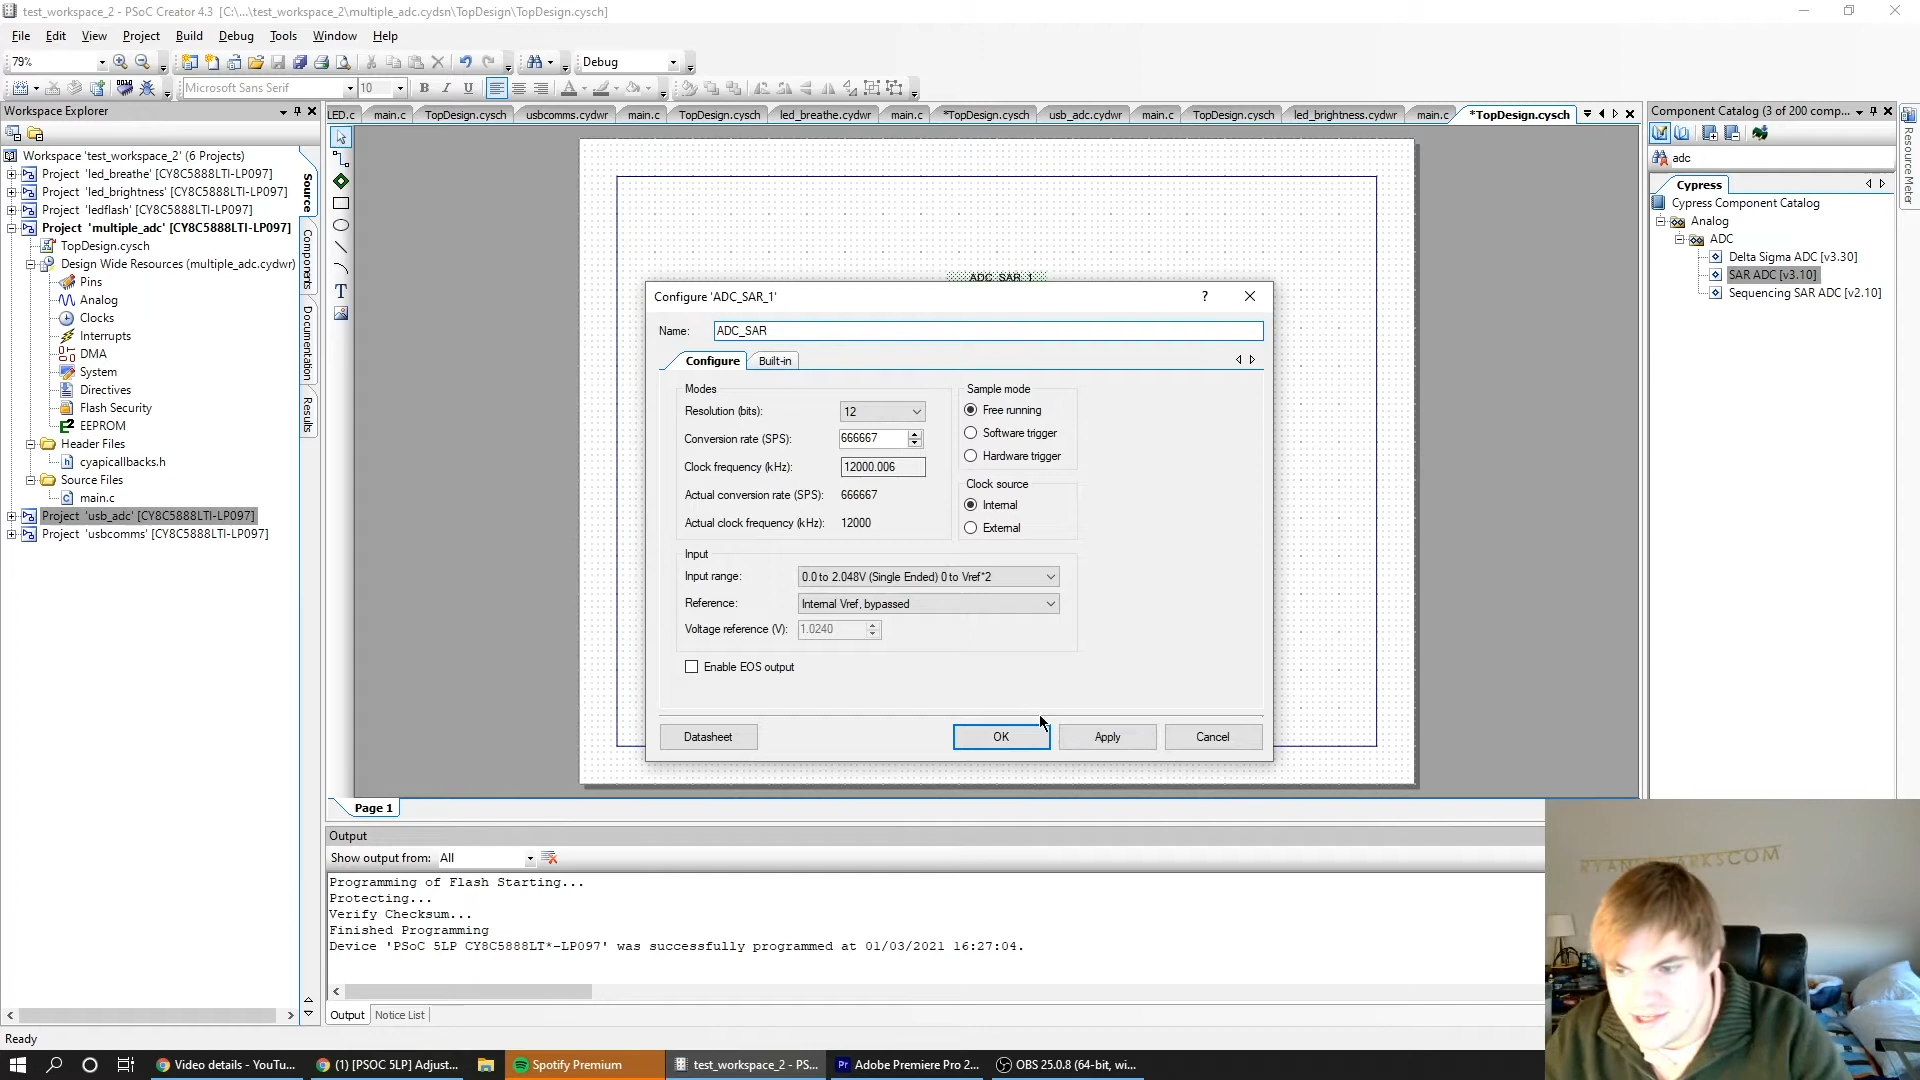 test_workspace_2 - PSoC Creator 4.3 [C:\...\test_workspace_2\multiple_adc.cydsn\TopDesign\TopDesign.cysch]
File Edit View Project Build Debug Tools Window Help
79% Debug
Microsoft Sans Serif 10 B I U
Workspace Explorer
LED.c main.c TopDesign.cysch usbcomms.cydwr main.c TopDesign.cysch led_breathe.cydwr main.c *TopDesign.cysch usb_adc.cydwr main.c TopDesign.cysch led_brightness.cydwr main.c *TopDesign.cysch
Component Catalog (3 of 200 comp...
Workspace 'test_workspace_2' (6 Projects)
Project 'led_breathe' [CY8C5888LTI-LP097]
Project 'led_brightness' [CY8C5888LTI-LP097]
Project 'ledflash' [CY8C5888LTI-LP097]
Project 'multiple_adc' [CY8C5888LTI-LP097]
TopDesign.cysch
Design Wide Resources (multiple_adc.cydwr)
Pins
Analog
Clocks
Interrupts
DMA
System
Directives
Flash Security
EEPROM
Header Files
cyapicallbacks.h
Source Files
main.c
Project 'usb_adc' [CY8C5888LTI-LP097]
Project 'usbcomms' [CY8C5888LTI-LP097]
Source
Components
Documentation
Results
ADC_SAR_1
Configure 'ADC_SAR_1'
?
Name: ADC_SAR
Configure Built-in
Modes
Resolution (bits): 12
Conversion rate (SPS): 666667
Clock frequency (kHz): 12000.006
Actual conversion rate (SPS): 666667
Actual clock frequency (kHz): 12000
Sample mode
Free running
Software trigger
Hardware trigger
Clock source
Internal
External
Input
Input range: 0.0 to 2.048V (Single Ended) 0 to Vref*2
Reference: Internal Vref, bypassed
Voltage reference (V): 1.0240
Enable EOS output
Datasheet OK Apply Cancel
adc
Cypress
Cypress Component Catalog
Analog
ADC
Delta Sigma ADC [v3.30]
SAR ADC [v3.10]
Sequencing SAR ADC [v2.10]
Resource Meter
Page 1
Output
Show output from: All
Programming of Flash Starting...
Protecting...
Verify Checksum...
Finished Programming
Device 'PSoC 5LP CY8C5888LT*-LP097' was successfully programmed at 01/03/2021 16:27:04.
Output Notice List
Ready
Video details - YouTu... (1) [PSOC 5LP] Adjust... Spotify Premium test_workspace_2 - PS... Adobe Premiere Pro 2... OBS 25.0.8 (64-bit, wi...